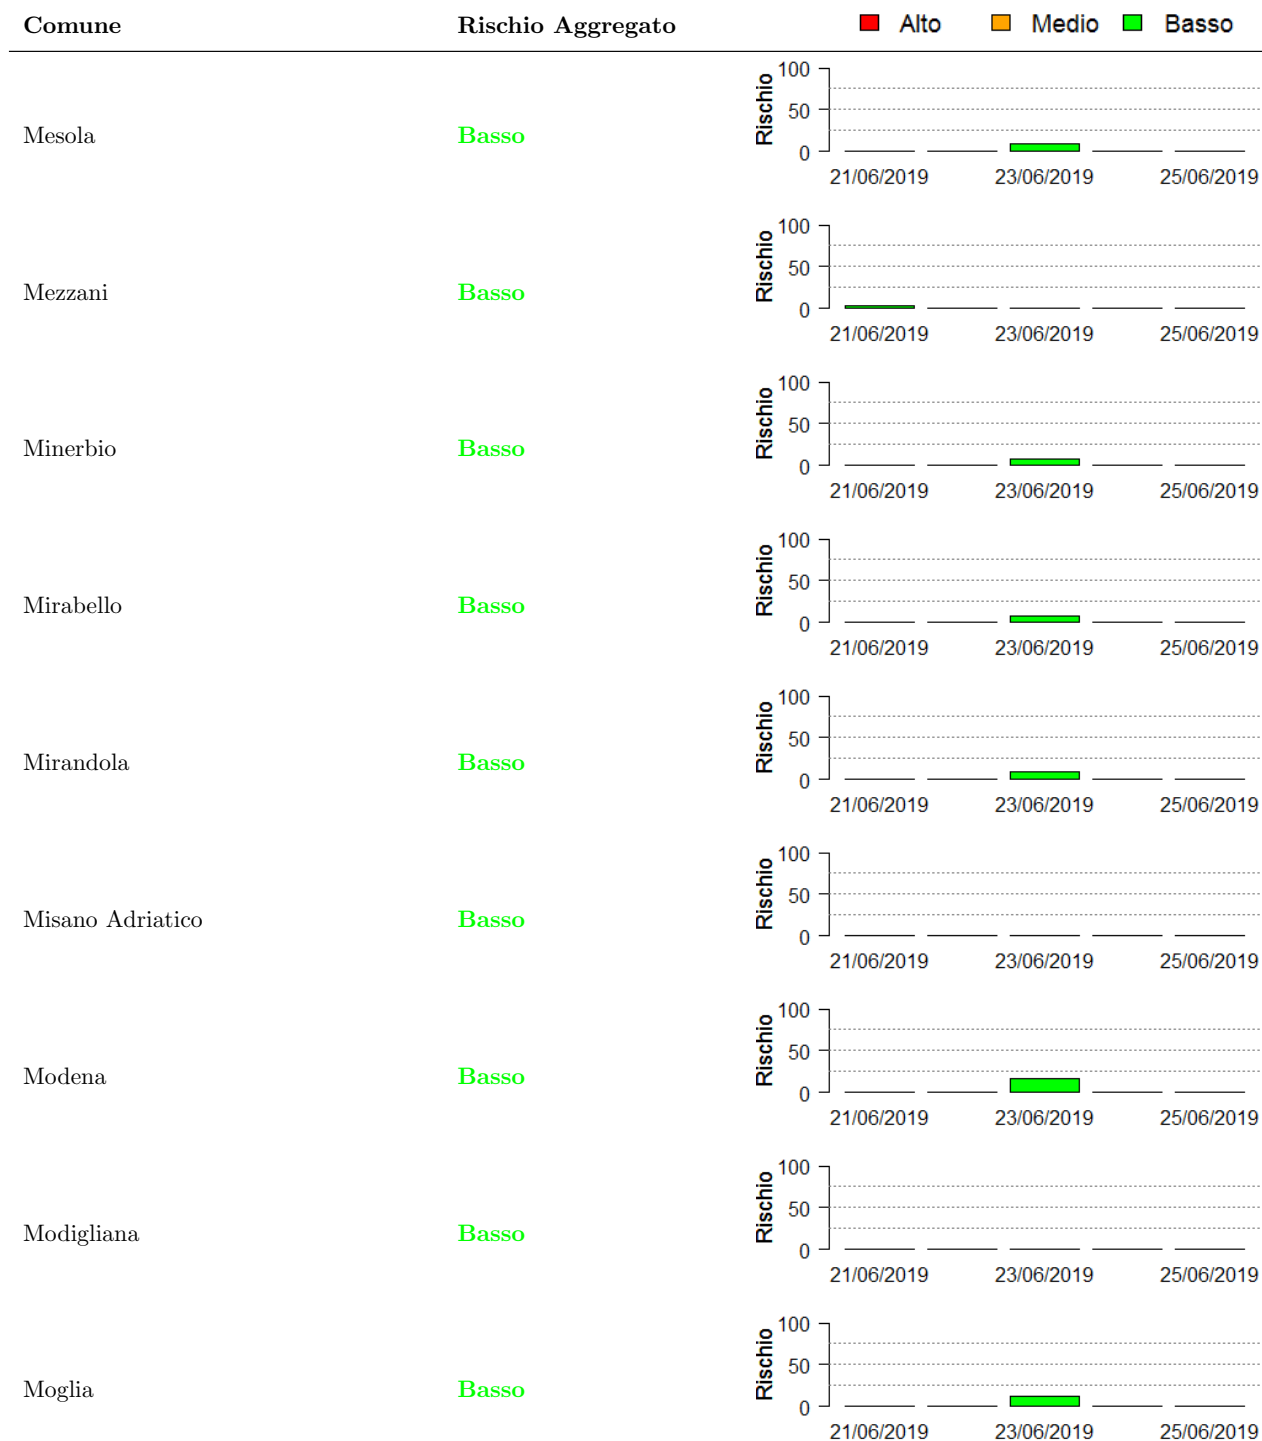 Comune Rischio Aggregato Alto Medio Basso
100
Rischio
50
Mesola Basso
0
21/06/2019 23/06/2019 25/06/2019
100
Rischio
50
Mezzani Basso
0
21/06/2019 23/06/2019 25/06/2019
100
Rischio
50
Minerbio Basso
0
21/06/2019 23/06/2019 25/06/2019
100
Rischio
50
Mirabello Basso
0
21/06/2019 23/06/2019 25/06/2019
100
Rischio
50
Mirandola Basso
0
21/06/2019 23/06/2019 25/06/2019
100
Rischio
50
Misano Adriatico Basso
0
21/06/2019 23/06/2019 25/06/2019
100
Rischio
50
Modena Basso
0
21/06/2019 23/06/2019 25/06/2019
100
Rischio
50
Modigliana Basso
0
21/06/2019 23/06/2019 25/06/2019
100
Rischio
50
Moglia Basso
0
21/06/2019 23/06/2019 25/06/2019